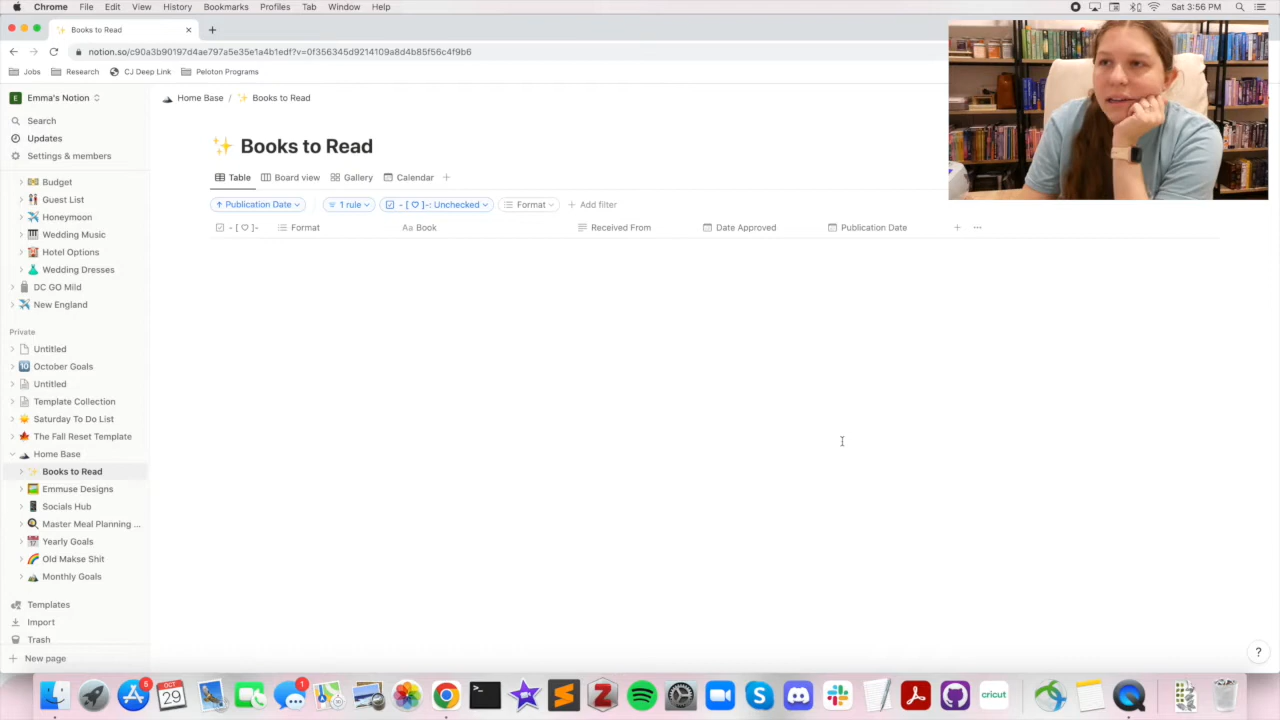 Chrome File Edit View History Bookmarks Profiles Tab Window Help Sat 3:56 PM
Books to Read
notion.so/c90a3b90197d4ae797a5e35e1a4b1edf?v=0f356345d9214109a8d4b85f56c4f9b6
Jobs Research CJ Deep Link Peloton Programs
E Emma's Notion Home Base / Books to Read
Search
Updates
Settings & members
Budget
Guest List
Honeymoon
Wedding Music
Hotel Options
Wedding Dresses
DC GO Mild
New England
Private
Untitled
October Goals
Untitled
Template Collection
Saturday To Do List
The Fall Reset Template
Home Base
Books to Read
Emmuse Designs
Socials Hub
Master Meal Planning ...
Yearly Goals
Old Makse Shit
Monthly Goals
Templates
Import
Trash
New page
Books to Read
Table Board view Gallery Calendar +
↑ Publication Date 1 rule - [ ♡ ]-: Unchecked Format + Add filter
- [ ♡ ]- Format Aa Book Received From Date Approved Publication Date + ...
?
5 OCT 29 1 cricut